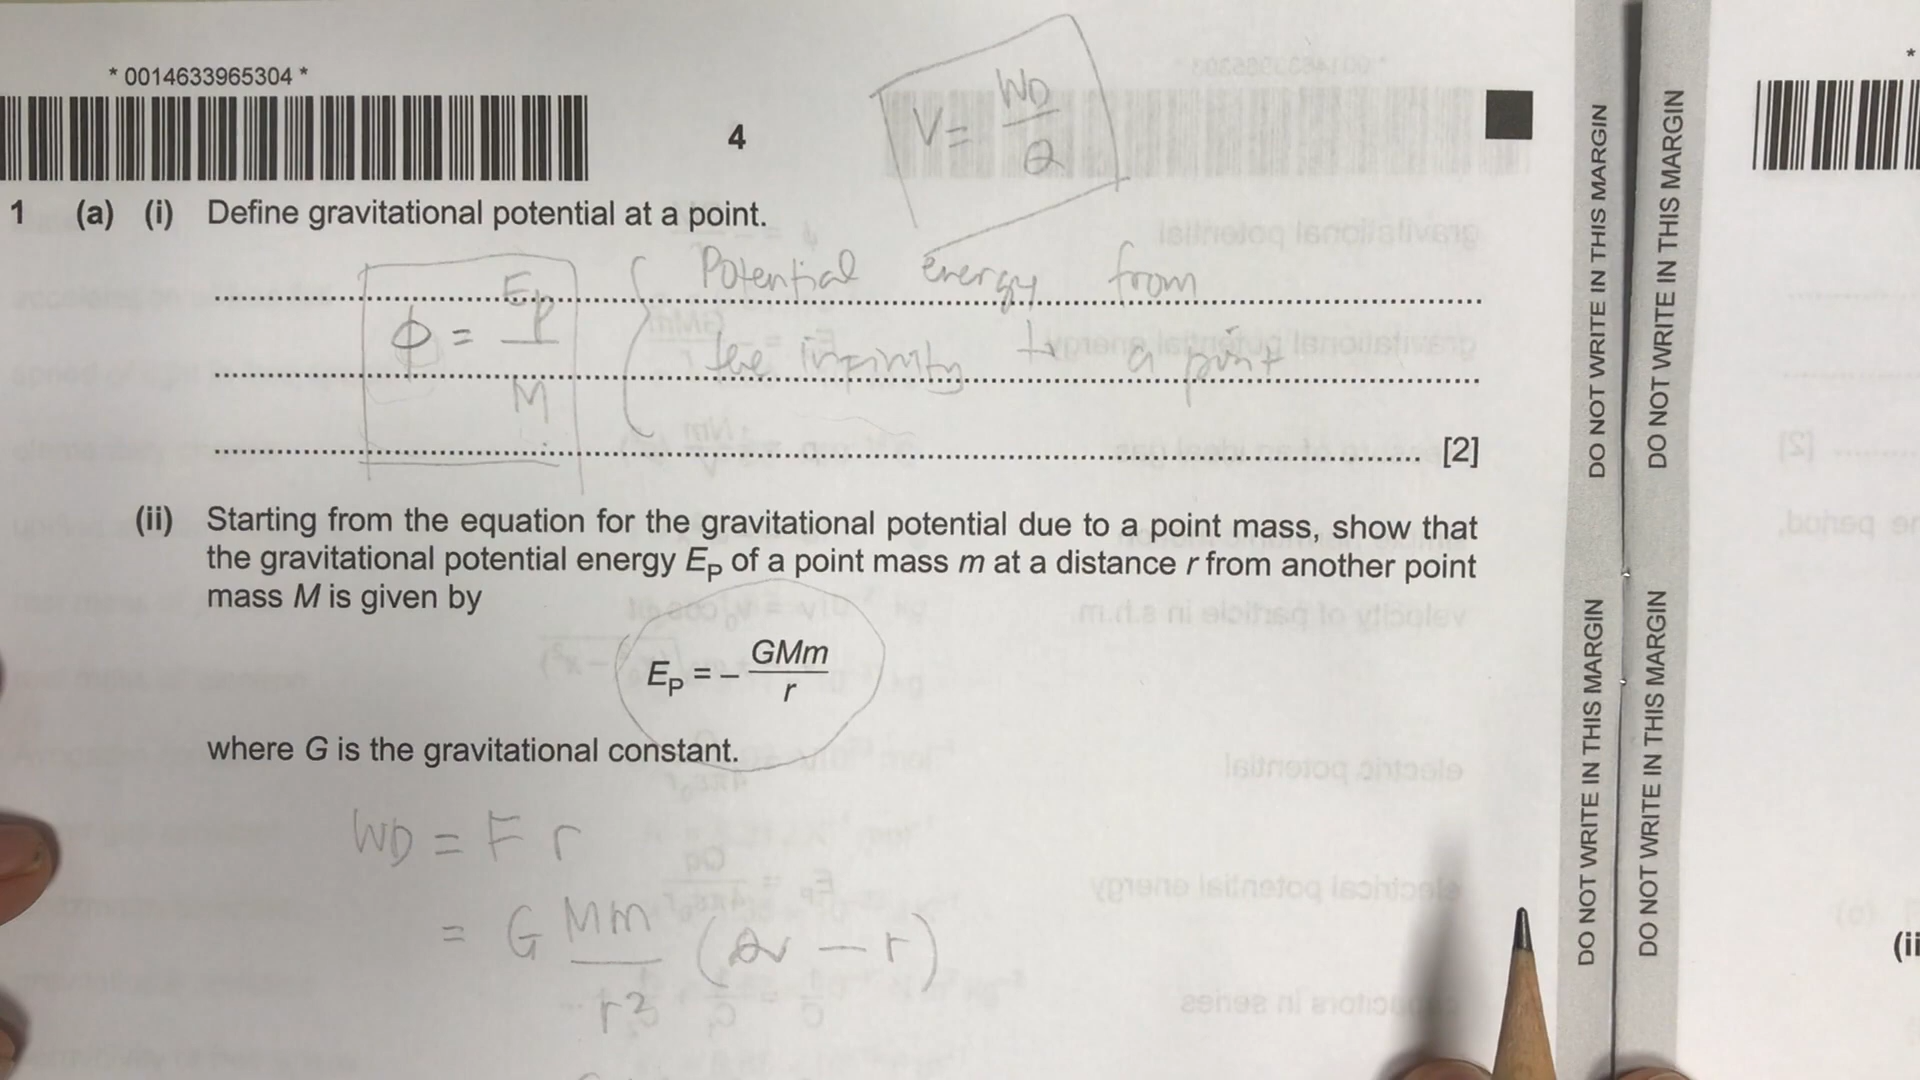 * 0014633965304 *
4
V = WD / Q
1 (a) (i) Define gravitational potential at a point.
Potential energy from
the infinity to a point
ϕ = Ep / M
[2]
(ii) Starting from the equation for the gravitational potential due to a point mass, show that
the gravitational potential energy EP of a point mass m at a distance r from another point
mass M is given by
EP = – GMm / r
where G is the gravitational constant.
WD = F r
= G Mm / r² ( – r)
DO NOT WRITE IN THIS MARGIN
DO NOT WRITE IN THIS MARGIN
DO NOT WRITE IN THIS MARGIN
DO NOT WRITE IN THIS MARGIN
*
(ii